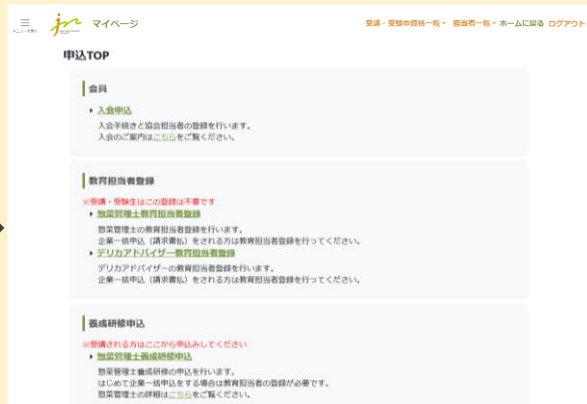 マイページ
受講・受験中資格一覧・ 担当者一覧・ ホームに戻る ログアウト
申込TOP
会員
入会申込
入会手続きと協会担当者の登録を行います。
入会のご案内はこちらをご覧ください。
教育担当者登録
※受講・受験生はこの登録は不要です
惣菜管理士教育担当者登録
惣菜管理士の教育担当者登録を行います。
企業一括申込（請求書払）をされる方は教育担当者登録を行ってください。
デリカアドバイザー教育担当者登録
デリカアドバイザーの教育担当者登録を行います。
企業一括申込（請求書払）をされる方は教育担当者登録を行ってください。
養成研修申込
※受講される方はここから申込みしてください
惣菜管理士養成研修申込
惣菜管理士養成研修の申込を行います。
はじめて企業一括申込をする場合は教育担当者の登録が必要です。
惣菜管理士の詳細はこちらをご覧ください。